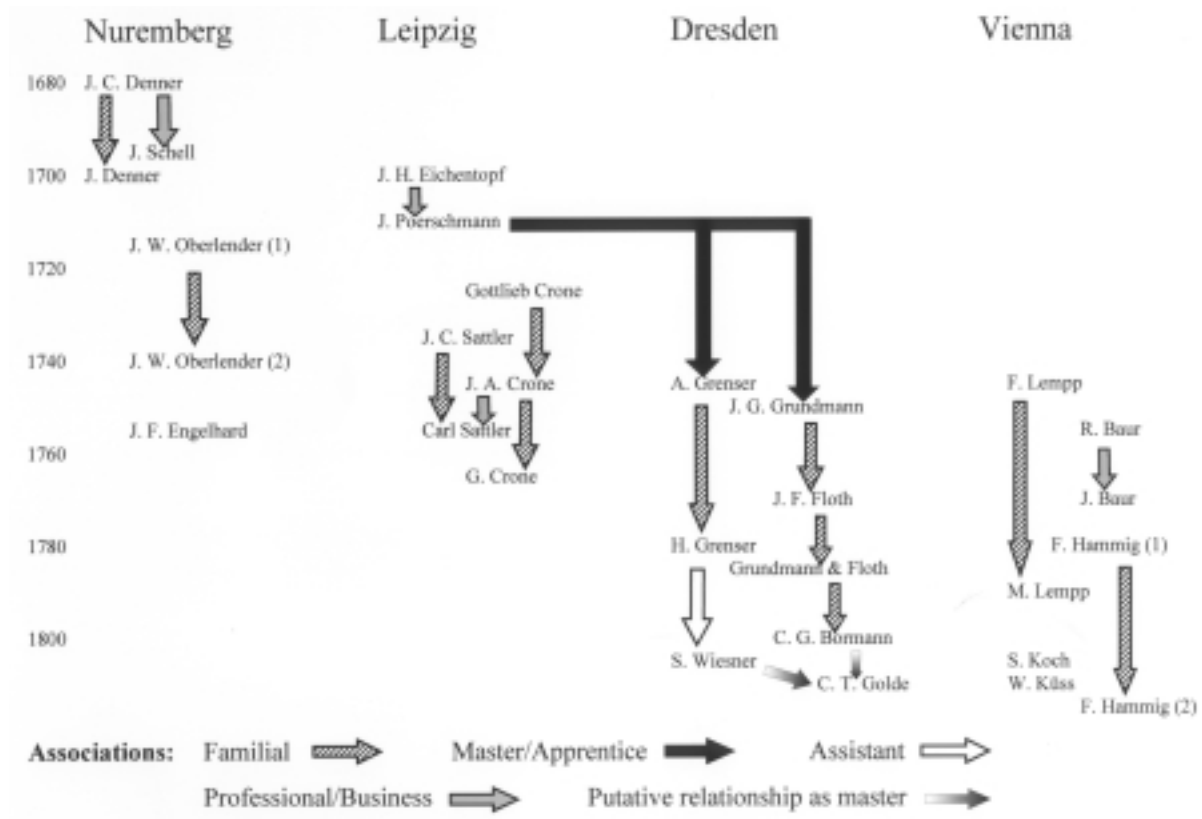 Nuremberg Leipzig Dresden Vienna
1680 J. C. Denner
J. Schell
1700 J. Denner J. H. Eichentopf
J. Poerschmann
J. W. Oberlender (1)
1720
Gottlieb Crone
J. C. Sattler
1740 J. W. Oberlender (2)
J. A. Crone A. Grenser F. Lempp
J. G. Grundmann
J. F. Engelhard Carl Sattler R. Baur
1760
G. Crone
J. F. Floth J. Baur
1780 H. Grenser F. Hammig (1)
Grundmann & Floth
M. Lempp
1800 C. G. Bormann
S. Wiesner S. Koch
C. T. Golde W. Küss
F. Hammig (2)
Associations: Familial Master/Apprentice Assistant
Professional/Business Putative relationship as master